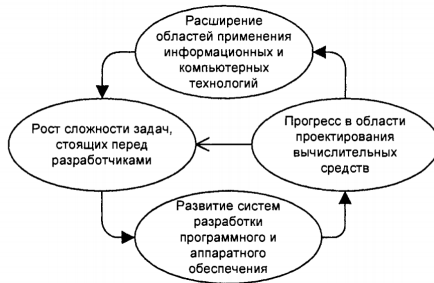 Расширение
областей применения
информационных и
компьютерных
технологий
Рост сложности задач,
стоящих перед
разработчиками
Прогресс в области
проектирования
вычислительных
средств
Развитие систем
разработки
программного и
аппаратного
обеспечения